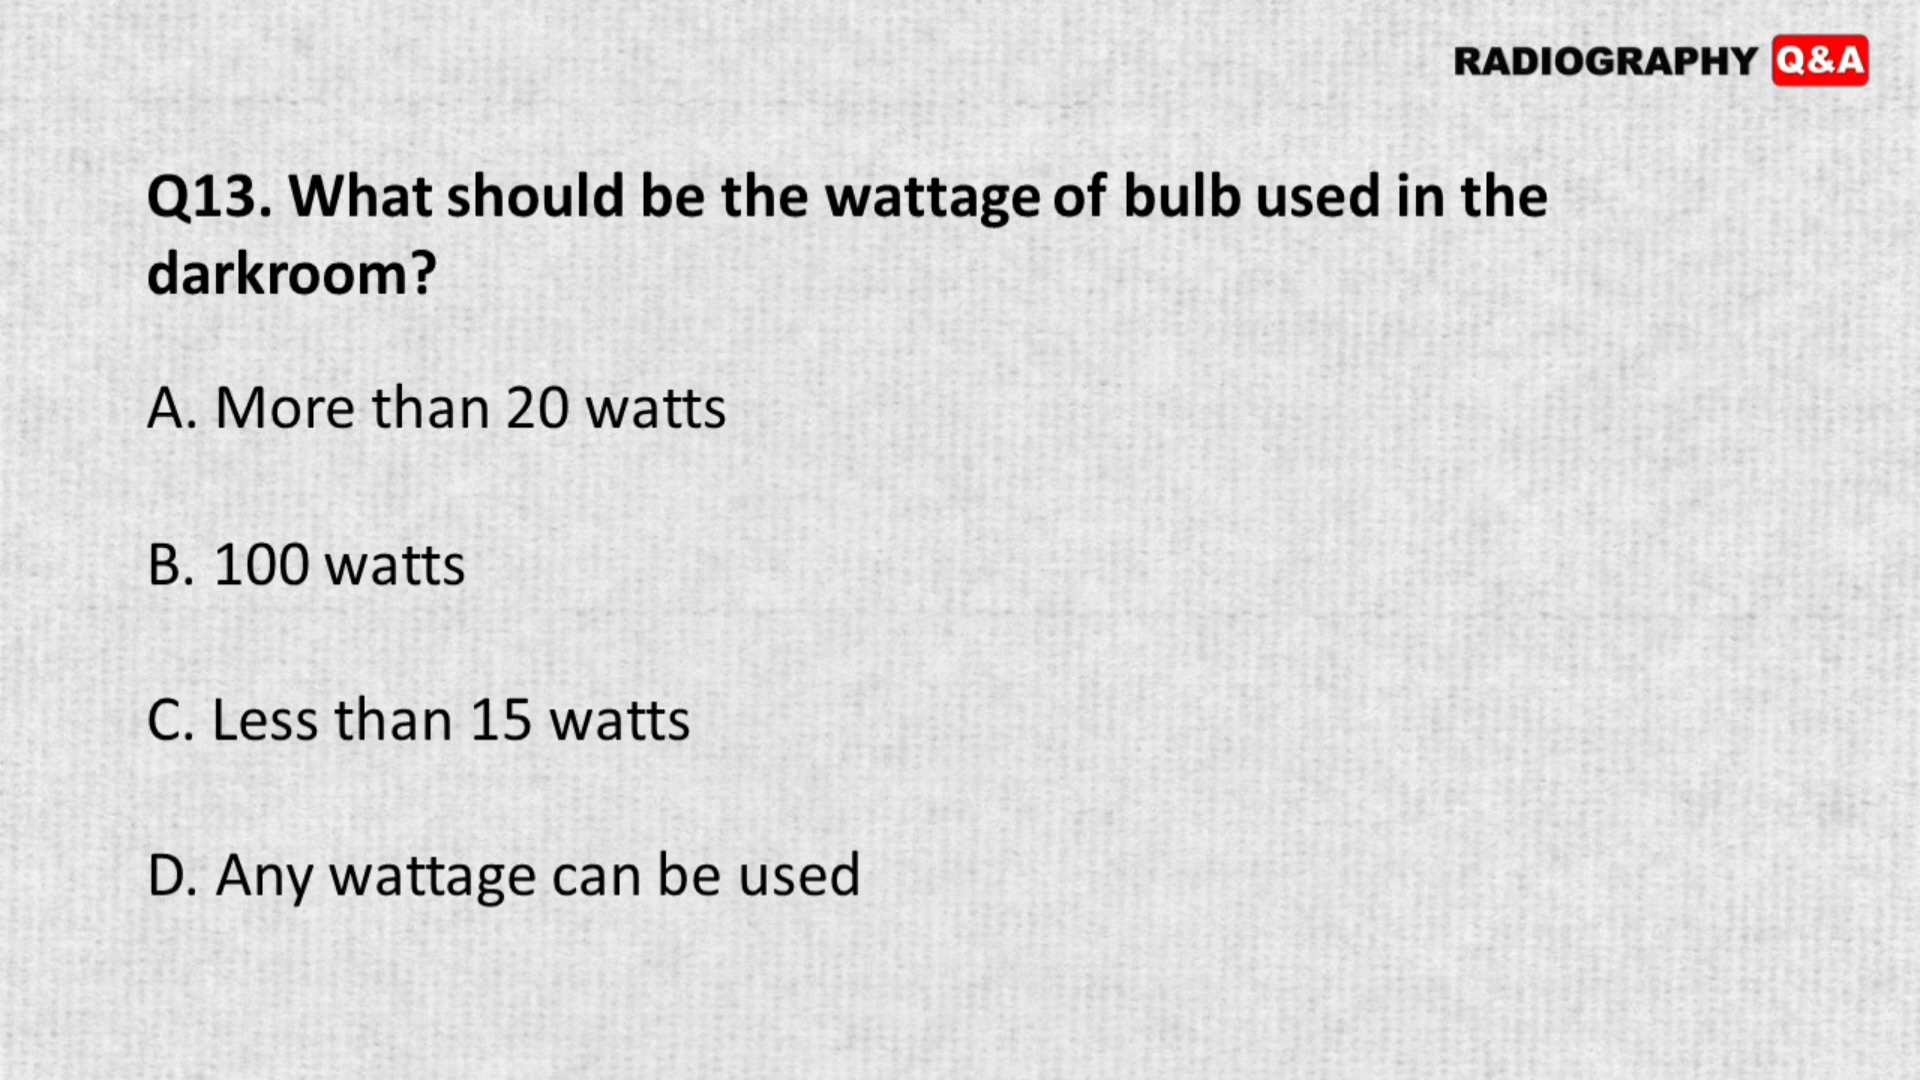 RADIOGRAPHY Q&A
Q13. What should be the wattage of bulb used in the
darkroom?
A. More than 20 watts
B. 100 watts
C. Less than 15 watts
D. Any wattage can be used